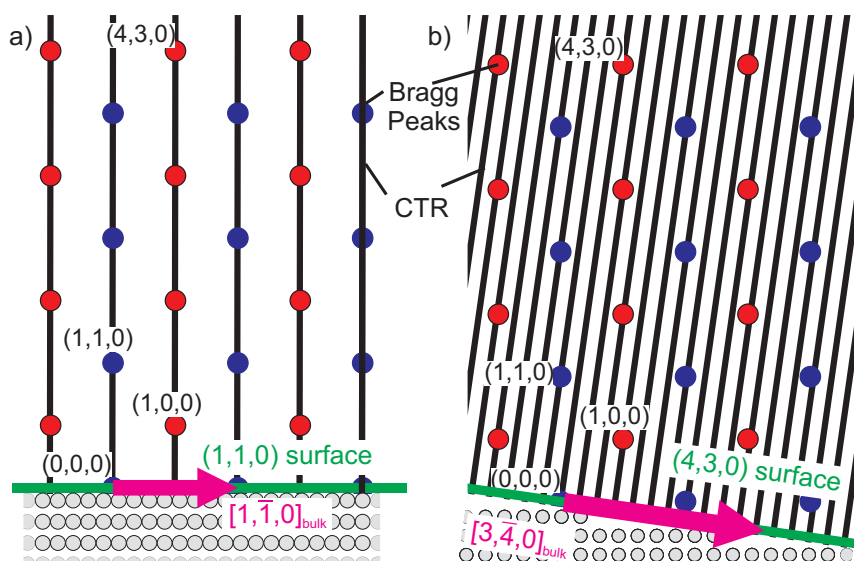 a)
(4,3,0)
(1,1,0)
(1,0,0)
(0,0,0)
(1,1,0) surface
[1,1̅,0]bulk
Bragg
Peaks
CTR
b)
(4,3,0)
(1,1,0)
(1,0,0)
(0,0,0)
(4,3,0) surface
[3,4̅,0]bulk